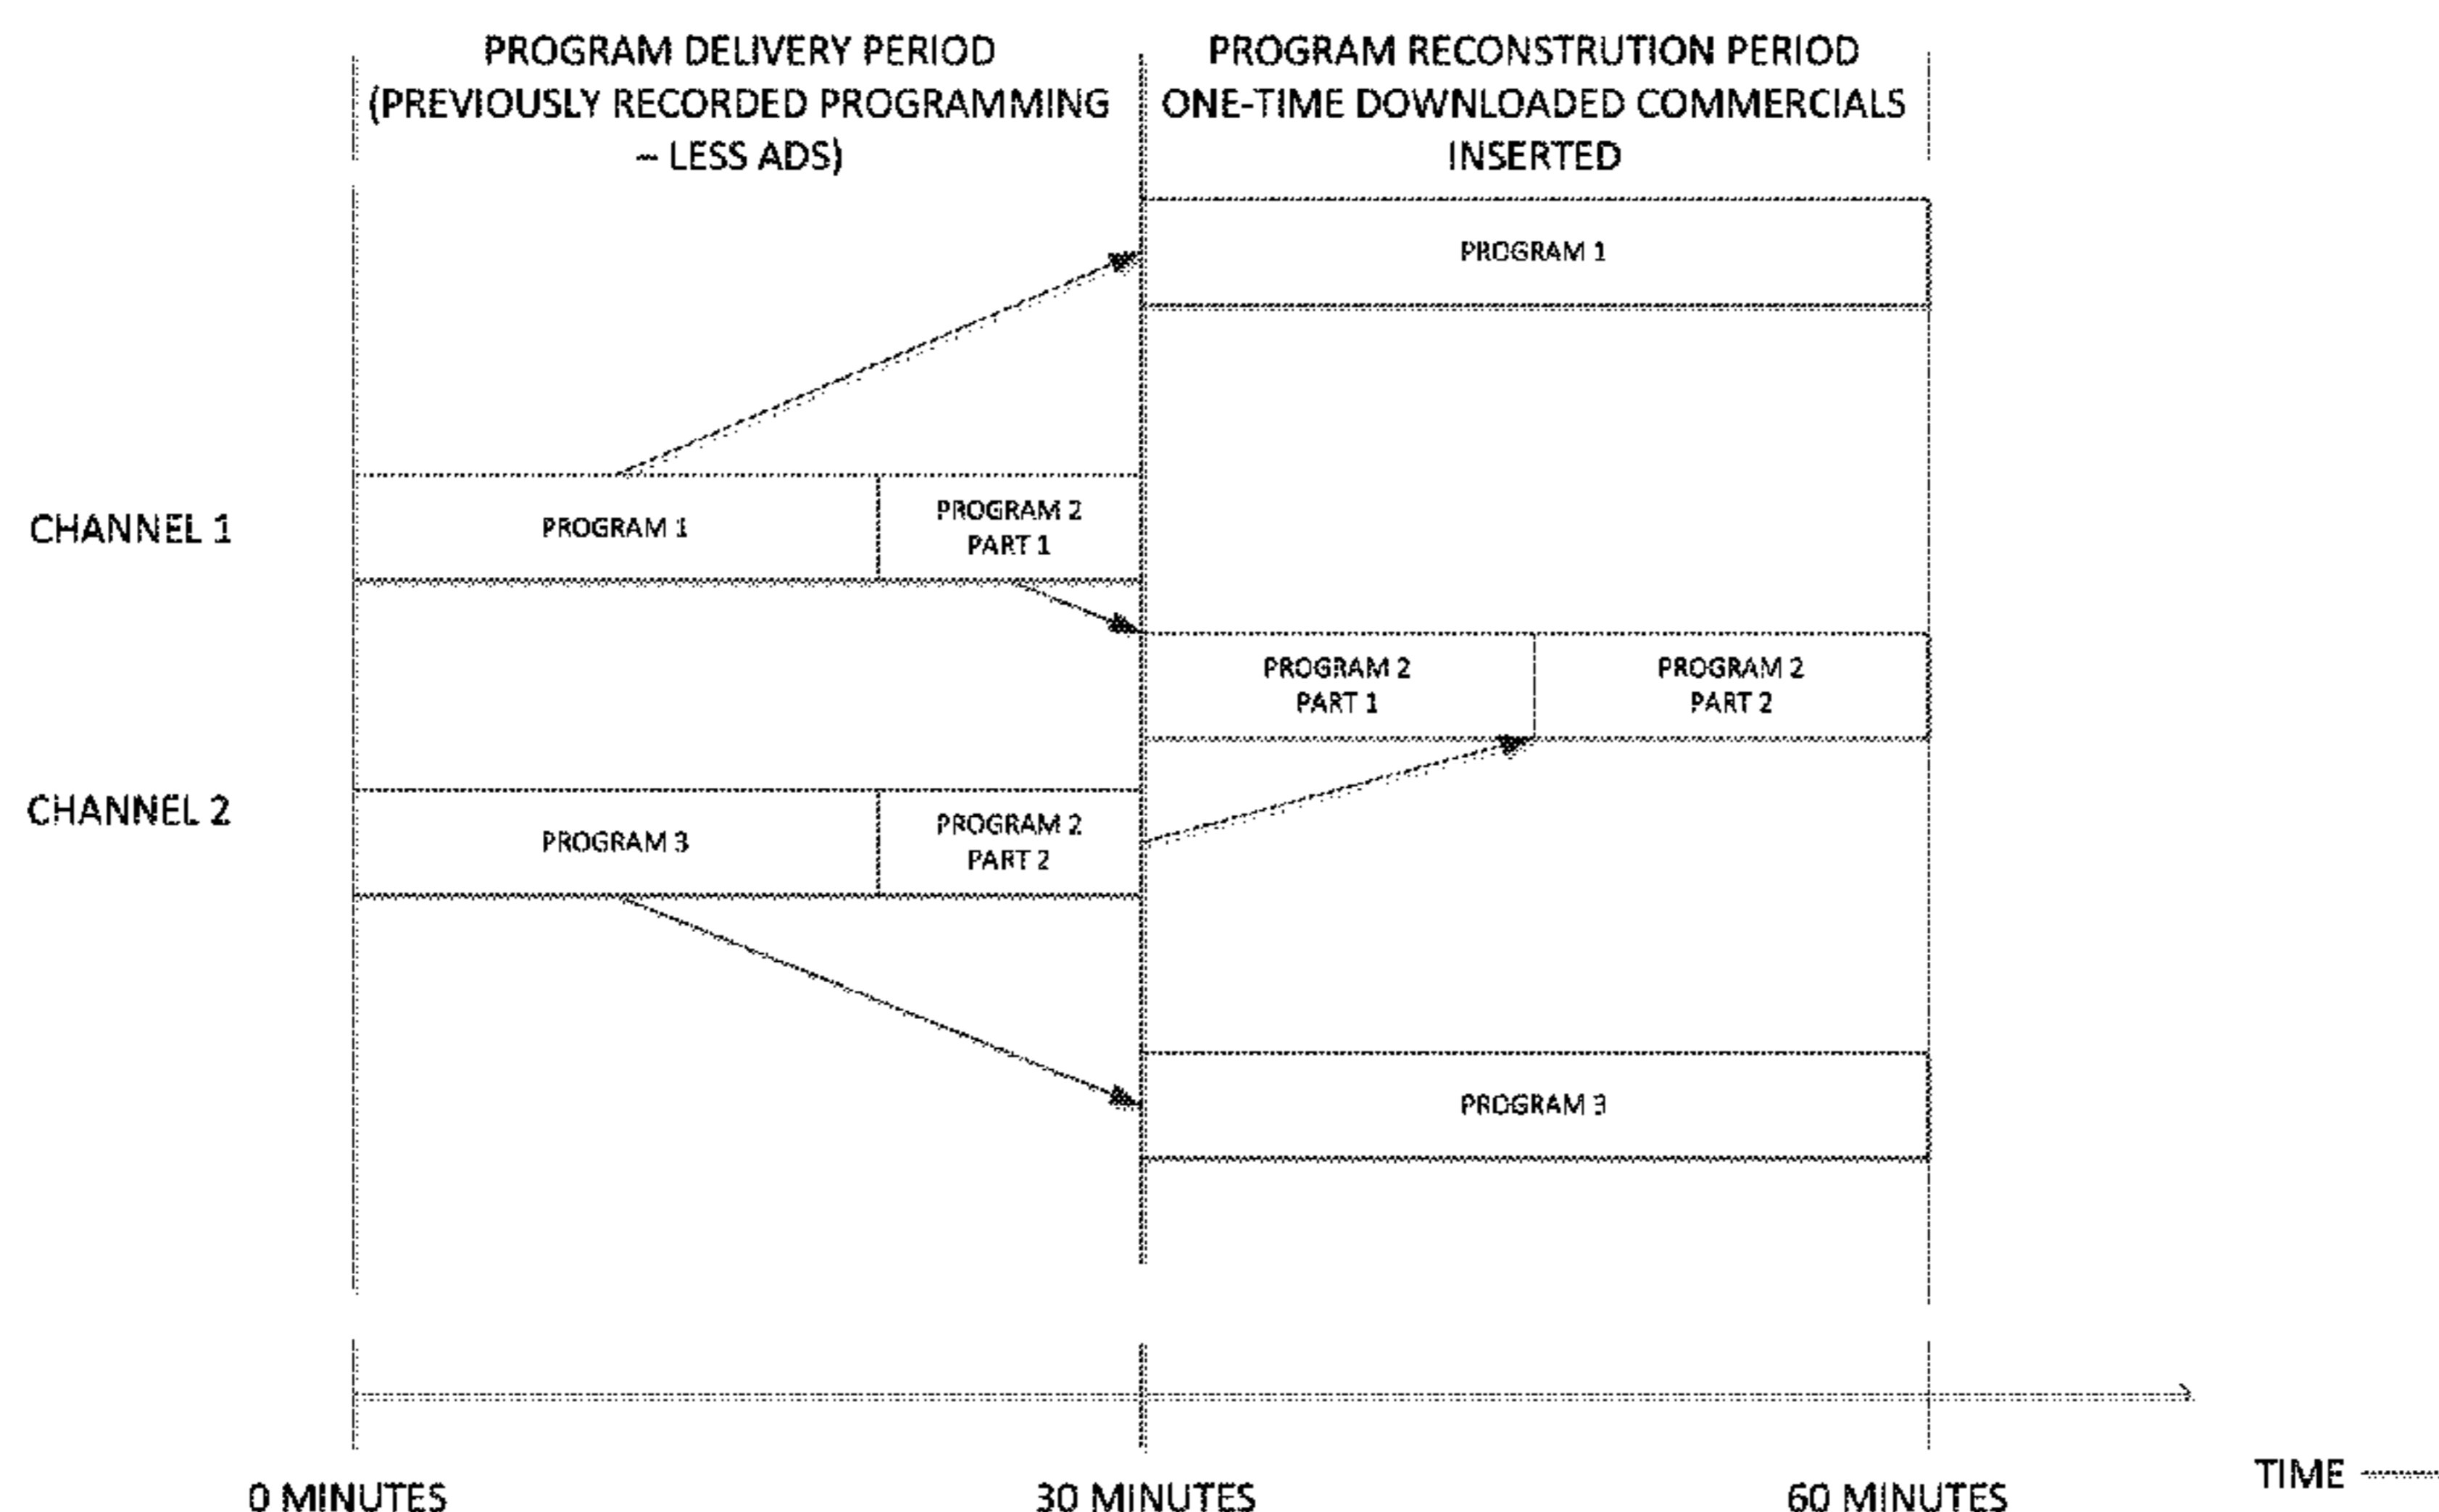 PROGRAM DELIVERY PERIOD
(PREVIOUSLY RECORDED PROGRAMMING
– LESS ADS)
PROGRAM RECONSTRUTION PERIOD
ONE-TIME DOWNLOADED COMMERCIALS
INSERTED
PROGRAM 1
CHANNEL 1
PROGRAM 1
PROGRAM 2
PART 1
PROGRAM 2
PART 1
PROGRAM 2
PART 2
CHANNEL 2
PROGRAM 3
PROGRAM 2
PART 2
PROGRAM 3
0 MINUTES
30 MINUTES
60 MINUTES
TIME